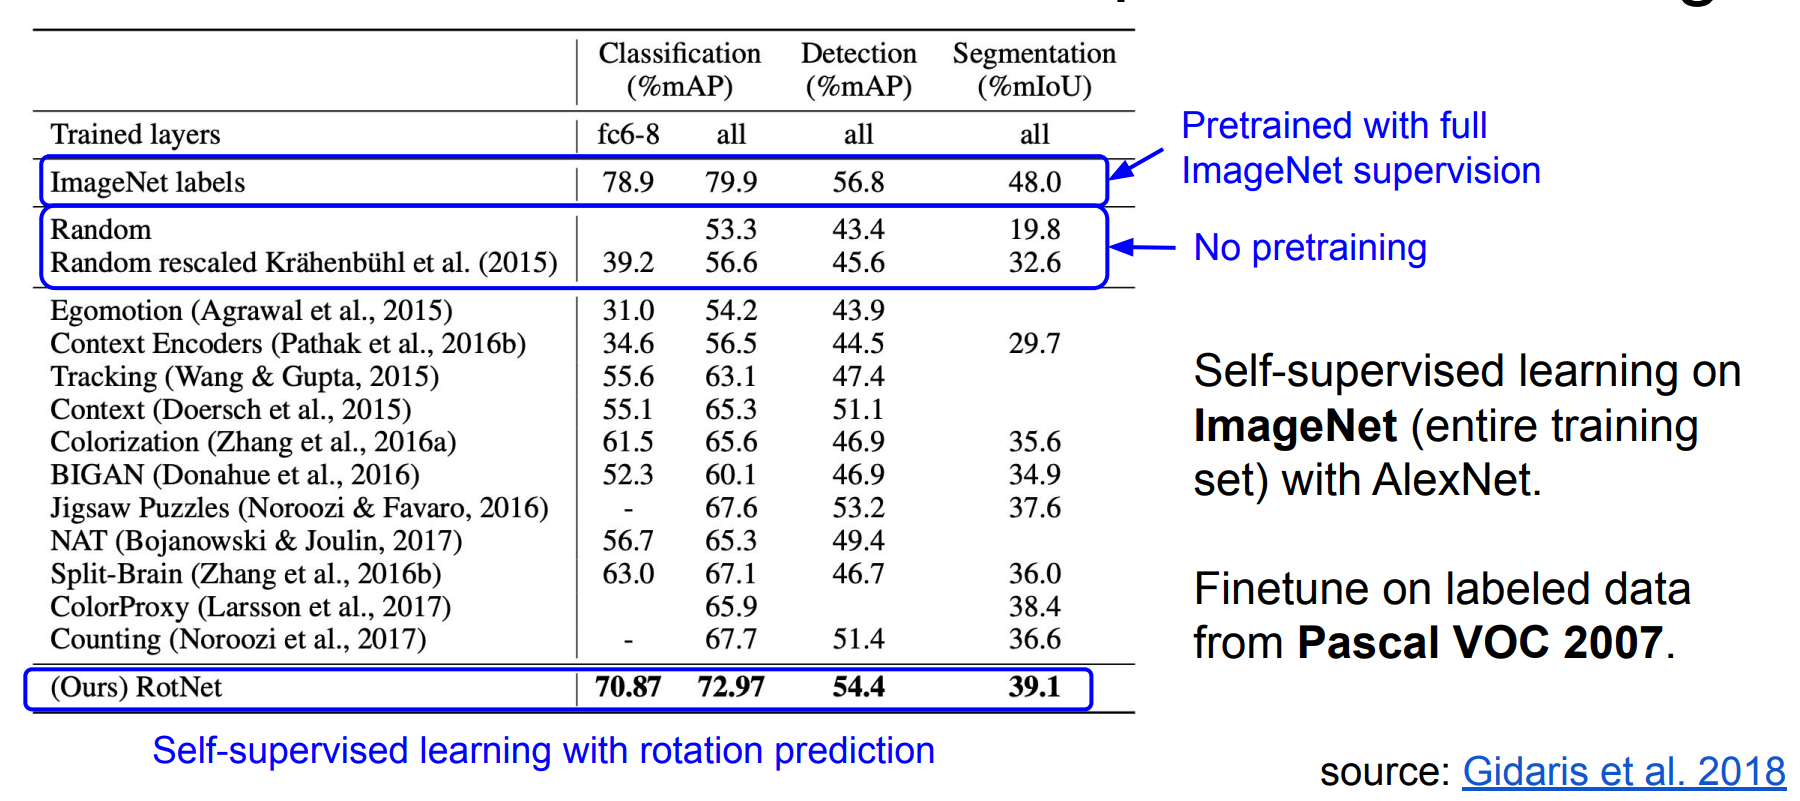 Classification Detection Segmentation
(%mAP) (%mAP) (%mIoU)
Trained layers fc6-8 all all all
ImageNet labels 78.9 79.9 56.8 48.0
Random 53.3 43.4 19.8
Random rescaled Krähenbühl et al. (2015) 39.2 56.6 45.6 32.6
Egomotion (Agrawal et al., 2015) 31.0 54.2 43.9
Context Encoders (Pathak et al., 2016b) 34.6 56.5 44.5 29.7
Tracking (Wang & Gupta, 2015) 55.6 63.1 47.4
Context (Doersch et al., 2015) 55.1 65.3 51.1
Colorization (Zhang et al., 2016a) 61.5 65.6 46.9 35.6
BIGAN (Donahue et al., 2016) 52.3 60.1 46.9 34.9
Jigsaw Puzzles (Noroozi & Favaro, 2016) - 67.6 53.2 37.6
NAT (Bojanowski & Joulin, 2017) 56.7 65.3 49.4
Split-Brain (Zhang et al., 2016b) 63.0 67.1 46.7 36.0
ColorProxy (Larsson et al., 2017) 65.9 38.4
Counting (Noroozi et al., 2017) - 67.7 51.4 36.6
(Ours) RotNet 70.87 72.97 54.4 39.1
Self-supervised learning with rotation prediction
Pretrained with full
ImageNet supervision
No pretraining
Self-supervised learning on
ImageNet (entire training
set) with AlexNet.
Finetune on labeled data
from Pascal VOC 2007.
source: Gidaris et al. 2018